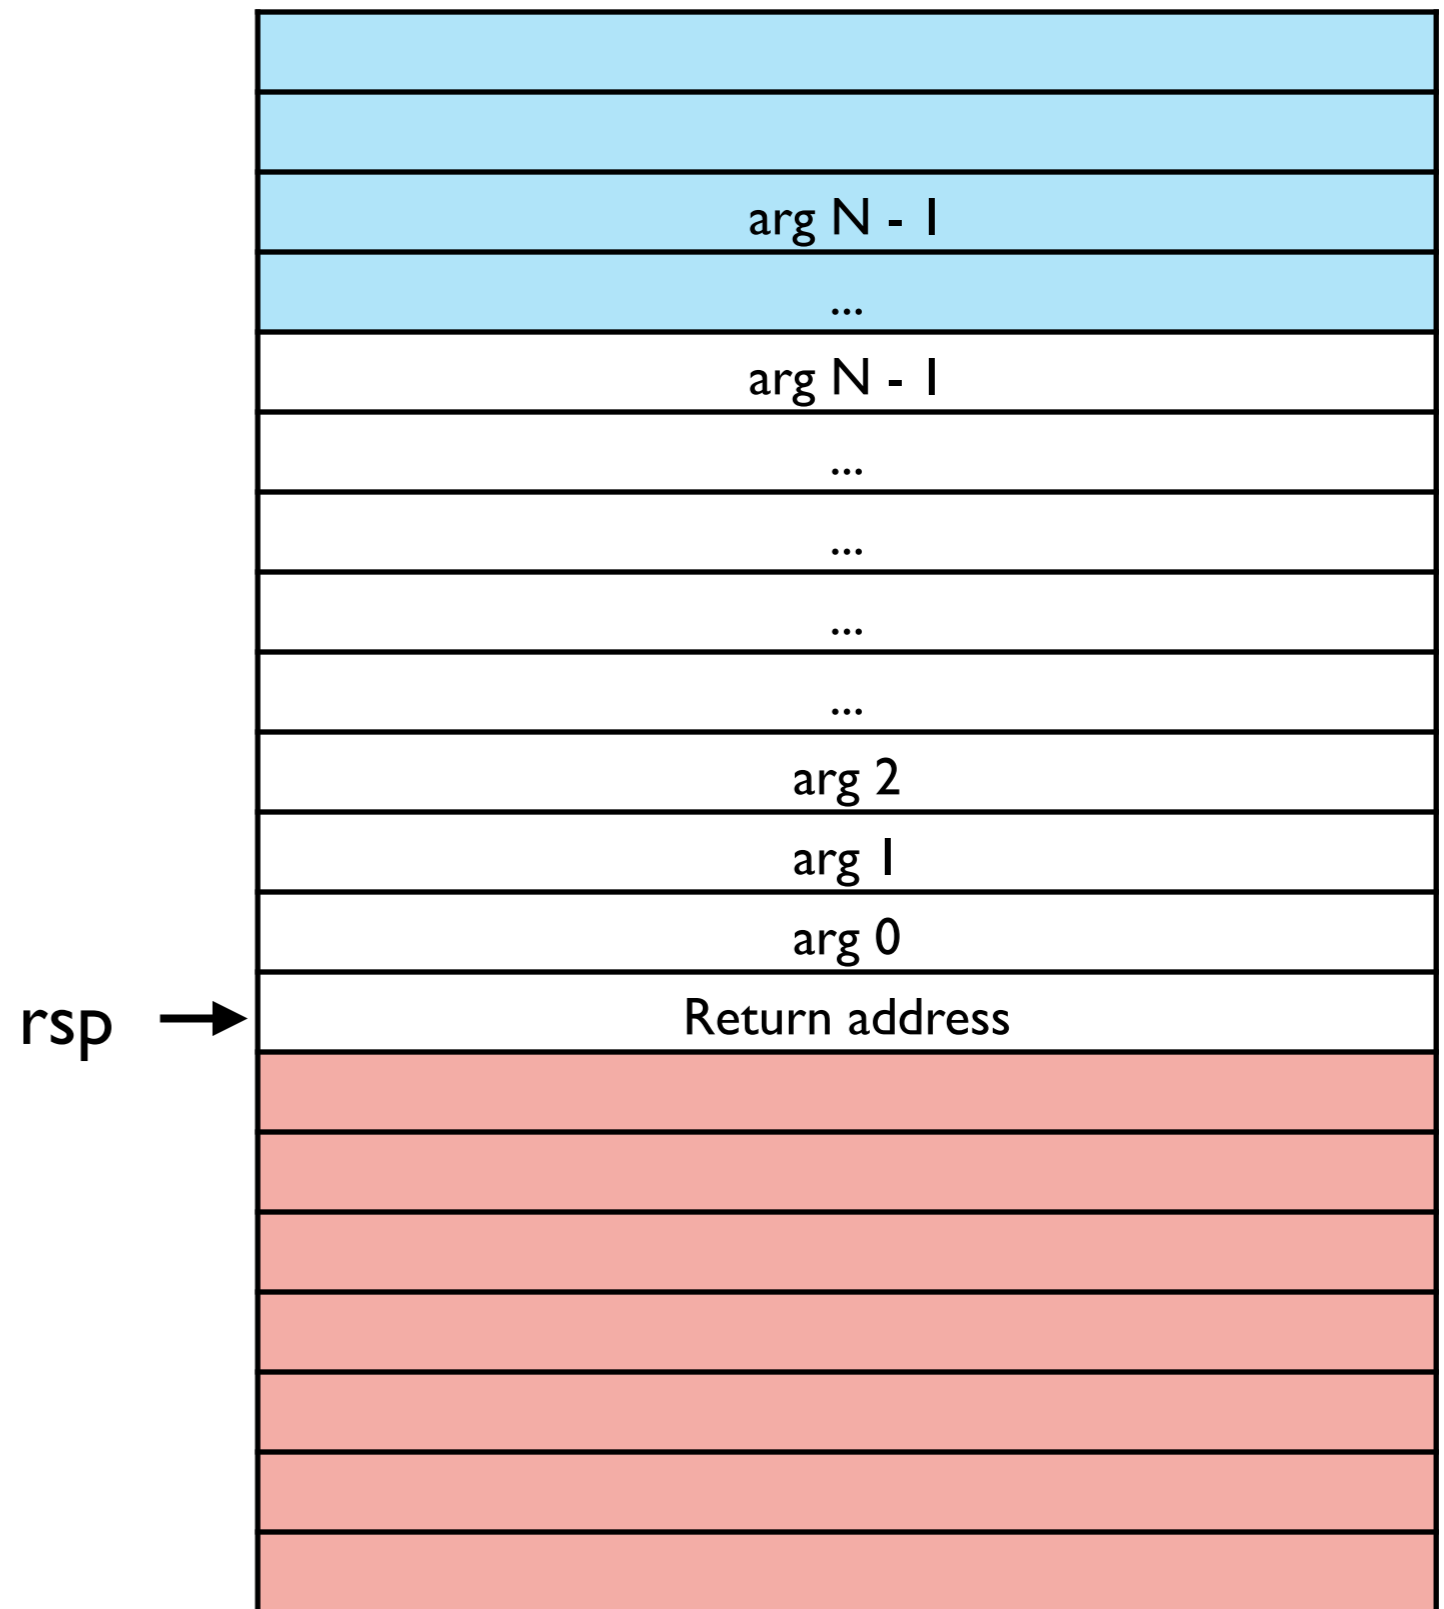 arg N - 1
...
arg N - 1
...
...
...
...
arg 2
arg 1
arg 0
rsp Return address